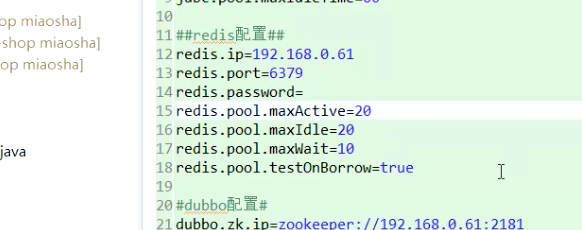 op miaosha]
-shop miaosha]
op miaosha]
java
9 jdbc.pool.maxIdleTime=60
10
11 ##redis配置##
12 redis.ip=192.168.0.61
13 redis.port=6379
14 redis.password=
15 redis.pool.maxActive=20
16 redis.pool.maxIdle=20
17 redis.pool.maxWait=10
18 redis.pool.testOnBorrow=true
19
20 #dubbo配置#
21 dubbo.zk.ip=zookeeper://192.168.0.61:2181